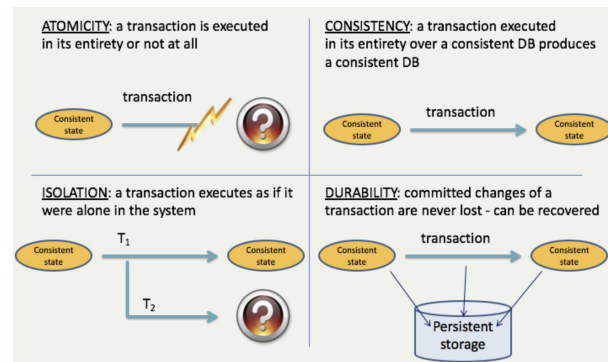 ATOMICITY: a transaction is executed
in its entirety or not at all
transaction
Consistent
state
?
CONSISTENCY: a transaction executed
in its entirety over a consistent DB produces
a consistent DB
transaction
Consistent
state
Consistent
state
ISOLATION: a transaction executes as if it
were alone in the system
T₁
Consistent
state
Consistent
state
T₂
?
DURABILITY: committed changes of a
transaction are never lost - can be recovered
transaction
Consistent
state
Consistent
state
Persistent
storage